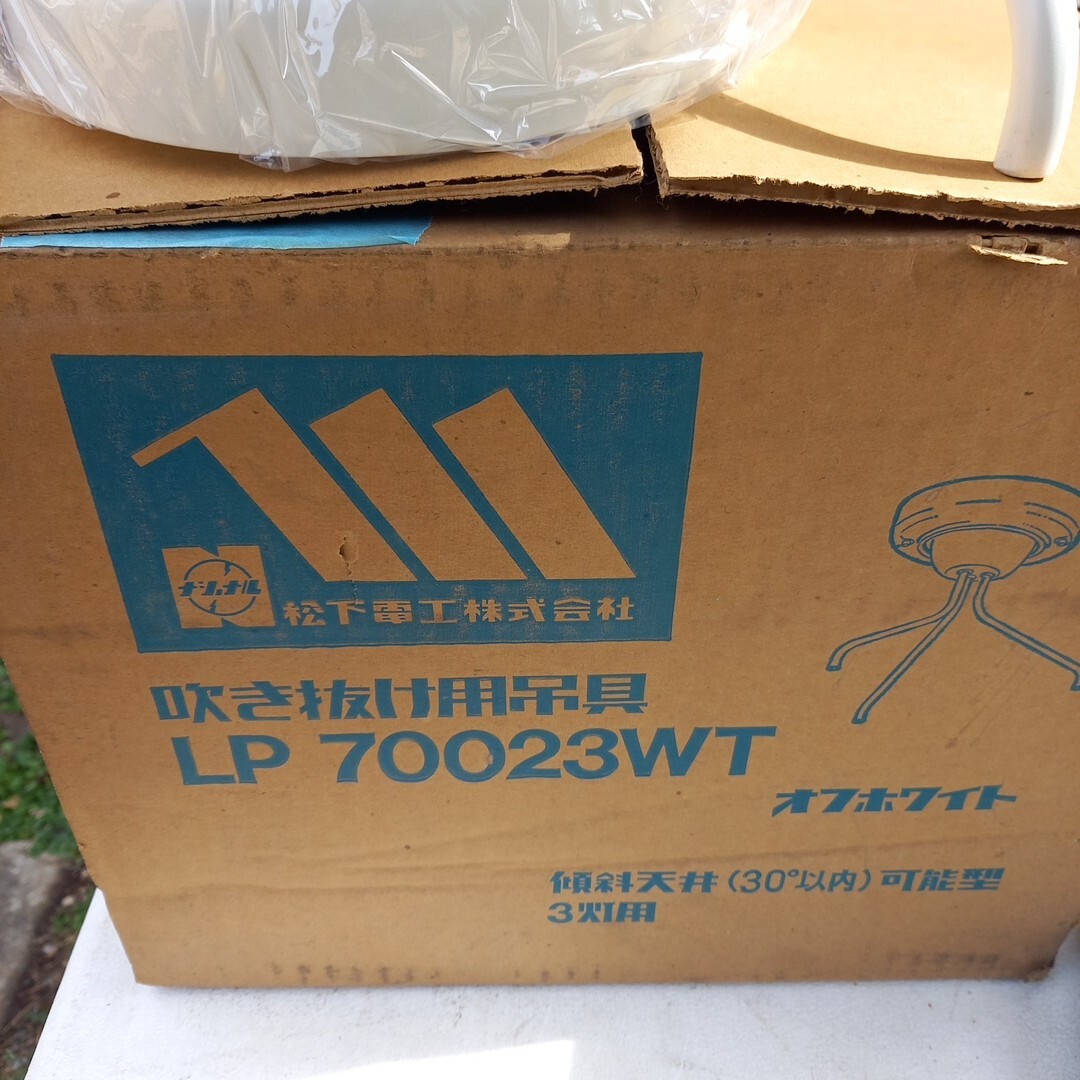 N
ナショナル
松下電工株式会社
吹き抜け用吊具
LP 70023WT
オフホワイト
傾斜天井(30°以内)可能型
3灯用